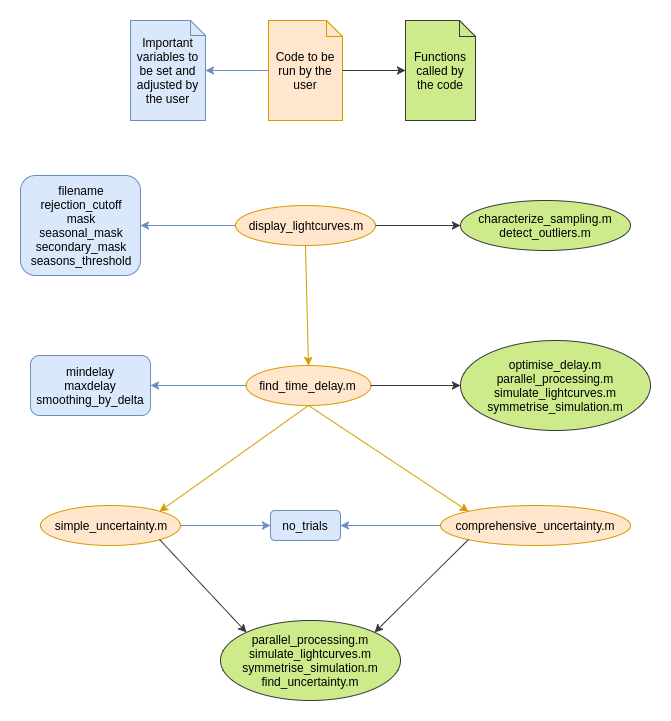 Important
variables to
be set and
adjusted by
the user
Code to be
run by the
user
Functions
called by
the code
filename
rejection_cutoff
mask
seasonal_mask
secondary_mask
seasons_threshold
display_lightcurves.m
characterize_sampling.m
detect_outliers.m
mindelay
maxdelay
smoothing_by_delta
find_time_delay.m
optimise_delay.m
parallel_processing.m
simulate_lightcurves.m
symmetrise_simulation.m
simple_uncertainty.m
no_trials
comprehensive_uncertainty.m
parallel_processing.m
simulate_lightcurves.m
symmetrise_simulation.m
find_uncertainty.m